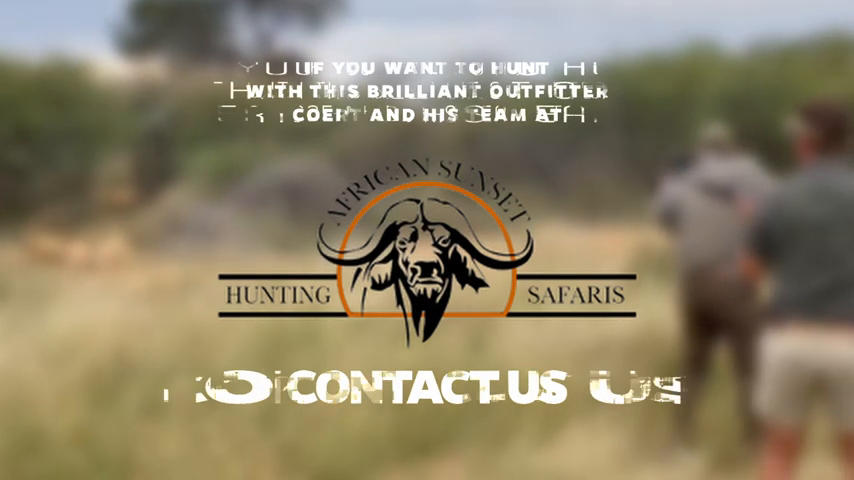 IF YOU WANT TO HUNT
WITH THIS BRILLIANT OUTFITTER
COERT AND HIS TEAM AT
AFRICAN SUNSET
HUNTING SAFARIS
CONTACT US